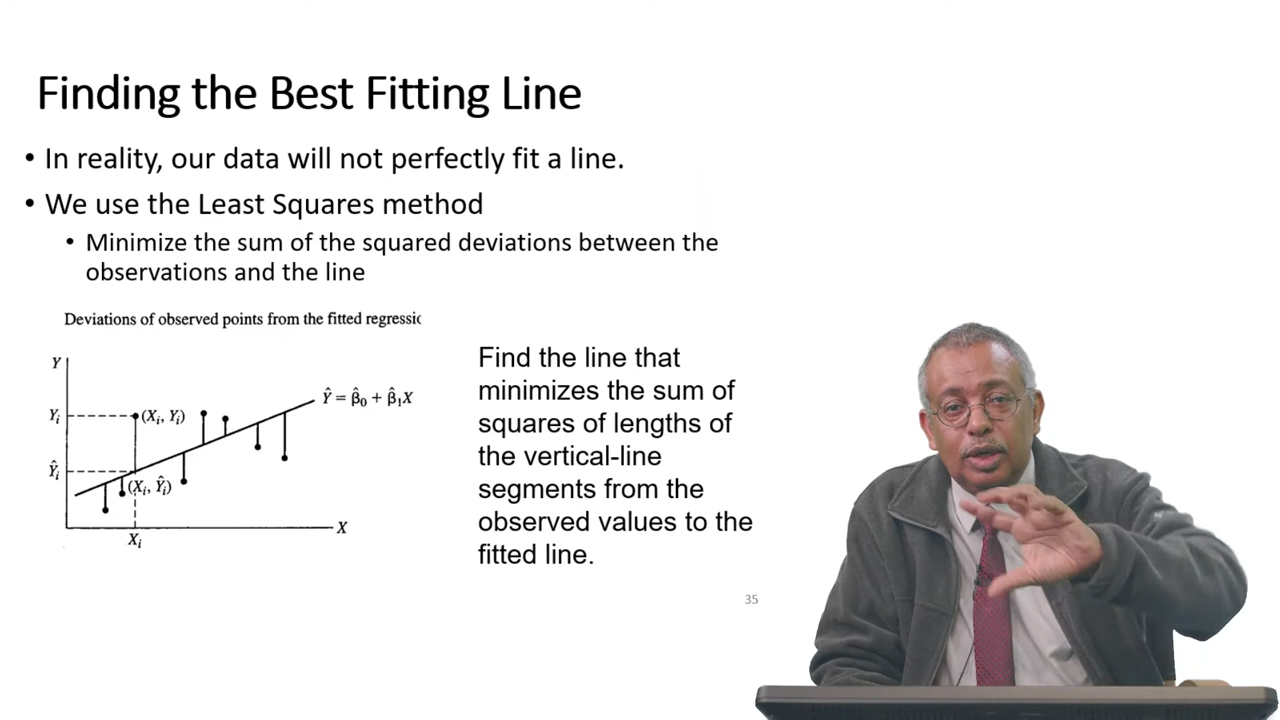 Finding the Best Fitting Line
• In reality, our data will not perfectly fit a line.
• We use the Least Squares method
• Minimize the sum of the squared deviations between the
observations and the line
Deviations of observed points from the fitted regressic
Y
Ŷ = β̂₀ + β̂₁X
Yᵢ
(Xᵢ, Yᵢ)
Ŷᵢ
(Xᵢ, Ŷᵢ)
X
Xᵢ
Find the line that
minimizes the sum of
squares of lengths of
the vertical-line
segments from the
observed values to the
fitted line.
35